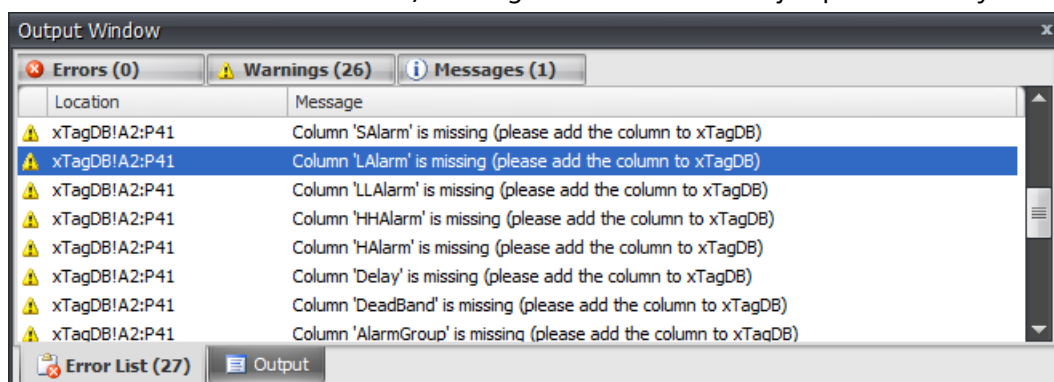 Output Window x
Errors (0) Warnings (26) Messages (1)
Location Message
xTagDB!A2:P41 Column 'SAlarm' is missing (please add the column to xTagDB)
xTagDB!A2:P41 Column 'LAlarm' is missing (please add the column to xTagDB)
xTagDB!A2:P41 Column 'LLAlarm' is missing (please add the column to xTagDB)
xTagDB!A2:P41 Column 'HHAlarm' is missing (please add the column to xTagDB)
xTagDB!A2:P41 Column 'HAlarm' is missing (please add the column to xTagDB)
xTagDB!A2:P41 Column 'Delay' is missing (please add the column to xTagDB)
xTagDB!A2:P41 Column 'DeadBand' is missing (please add the column to xTagDB)
xTagDB!A2:P41 Column 'AlarmGroup' is missing (please add the column to xTagDB)
Error List (27) Output